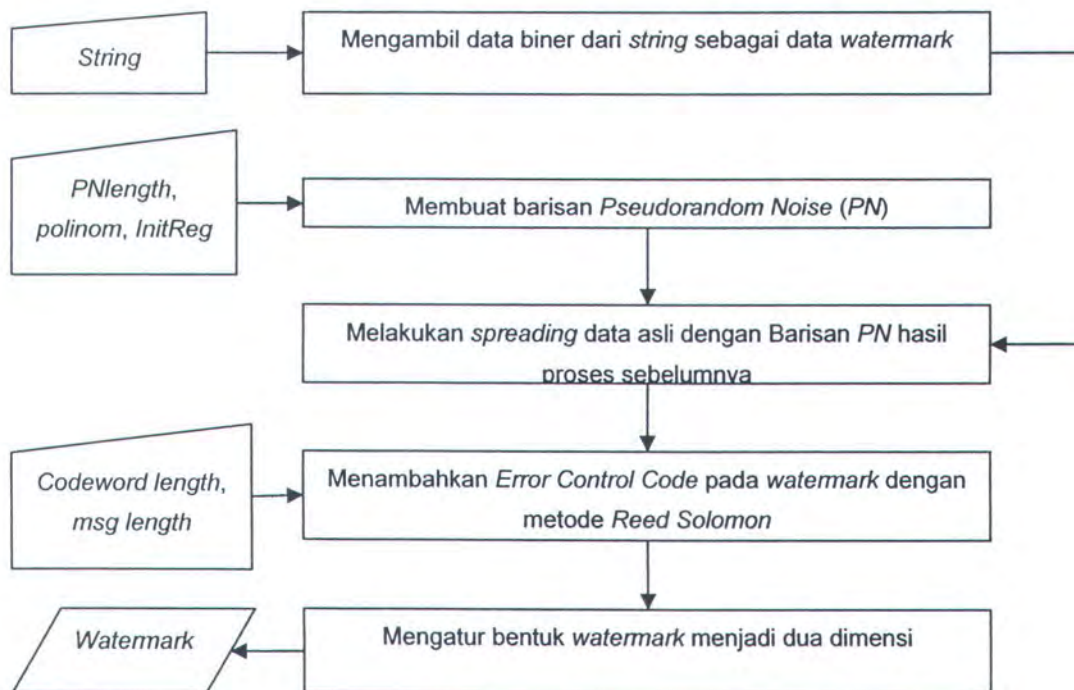 String
Mengambil data biner dari string sebagai data watermark
PNlength,
polinom, InitReg
Membuat barisan Pseudorandom Noise (PN)
Melakukan spreading data asli dengan Barisan PN hasil
proses sebelumnya
Codeword length,
msg length
Menambahkan Error Control Code pada watermark dengan
metode Reed Solomon
Watermark
Mengatur bentuk watermark menjadi dua dimensi